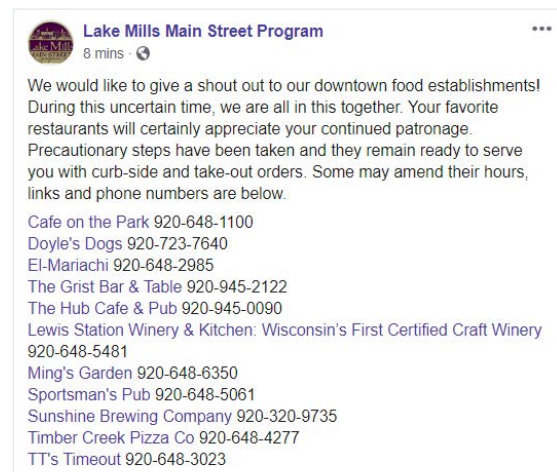 Lake Mills
MAIN STREET
Lake Mills Main Street Program
8 mins ·
We would like to give a shout out to our downtown food establishments!
During this uncertain time, we are all in this together. Your favorite
restaurants will certainly appreciate your continued patronage.
Precautionary steps have been taken and they remain ready to serve
you with curb-side and take-out orders. Some may amend their hours,
links and phone numbers are below.
Cafe on the Park 920-648-1100
Doyle's Dogs 920-723-7640
El-Mariachi 920-648-2985
The Grist Bar & Table 920-945-2122
The Hub Cafe & Pub 920-945-0090
Lewis Station Winery & Kitchen: Wisconsin's First Certified Craft Winery
920-648-5481
Ming's Garden 920-648-6350
Sportsman's Pub 920-648-5061
Sunshine Brewing Company 920-320-9735
Timber Creek Pizza Co 920-648-4277
TT's Timeout 920-648-3023